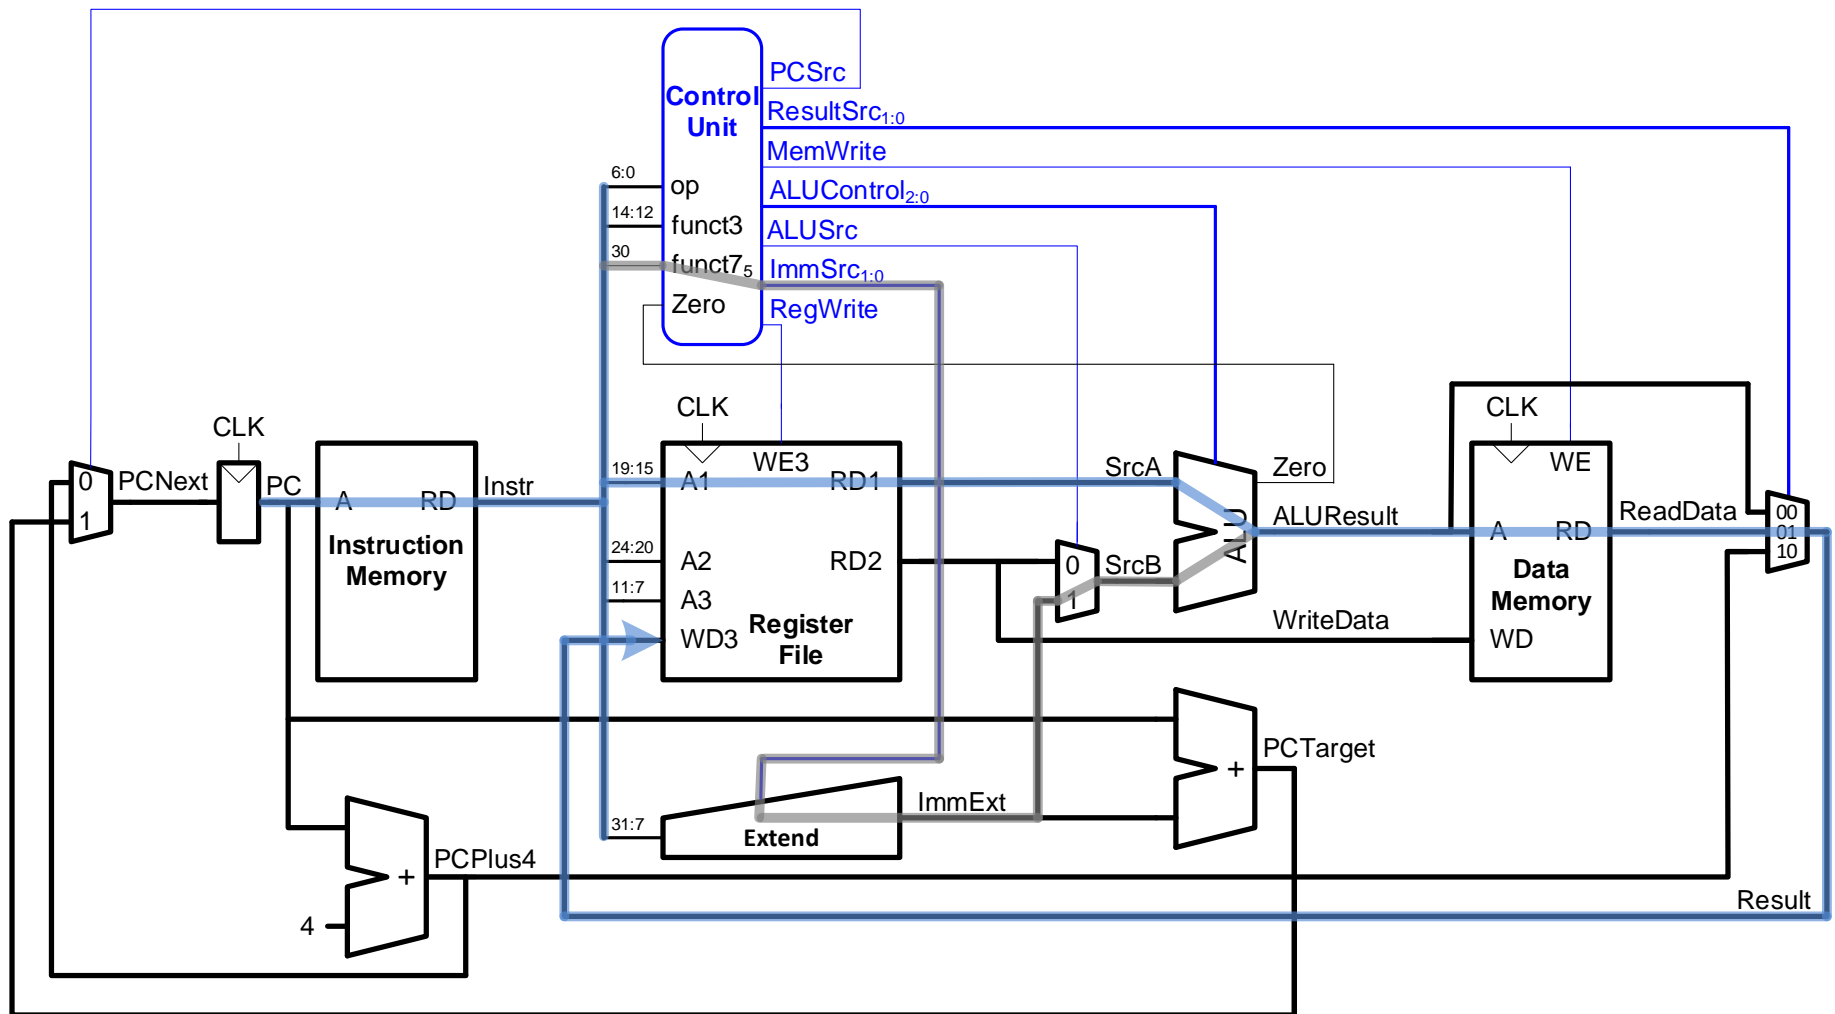 PCSrc
Control
Unit
ResultSrc1:0
MemWrite
6:0
op
ALUControl2:0
14:12
funct3
ALUSrc
30
funct75
ImmSrc1:0
Zero
RegWrite
CLK
CLK
CLK
0
1
PCNext
PC
A
RD
Instr
Instruction
Memory
19:15
A1
WE3
RD1
SrcA
Zero
WE
24:20
A2
RD2
0
1
SrcB
ALU
ALUResult
A
RD
ReadData
00
01
10
11:7
A3
Data
Memory
WD3
Register
File
WriteData
WD
PCTarget
+
31:7
Extend
ImmExt
PCPlus4
+
4
Result